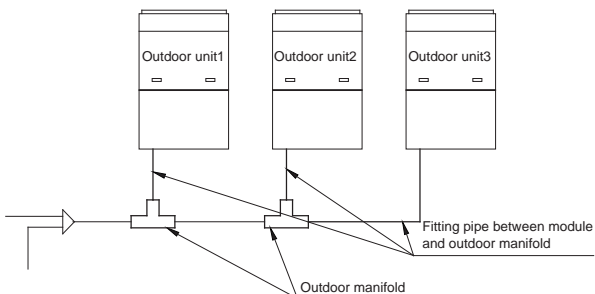 Outdoor unit1
Outdoor unit2
Outdoor unit3
Fitting pipe between module
and outdoor manifold
Outdoor manifold